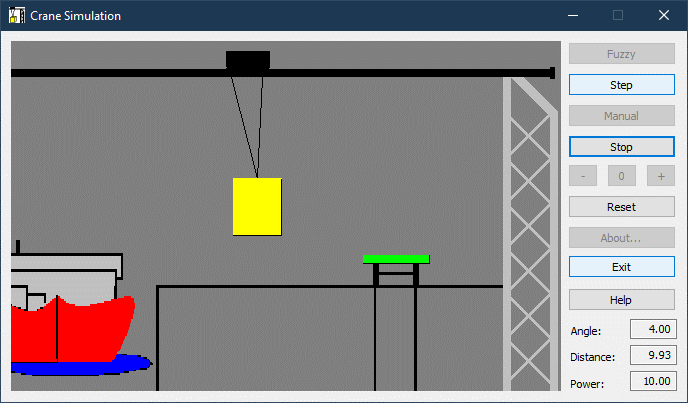 Crane Simulation
Fuzzy
Step
Manual
Stop
- 0 +
Reset
About...
Exit
Help
Angle: 4.00
Distance: 9.93
Power: 10.00